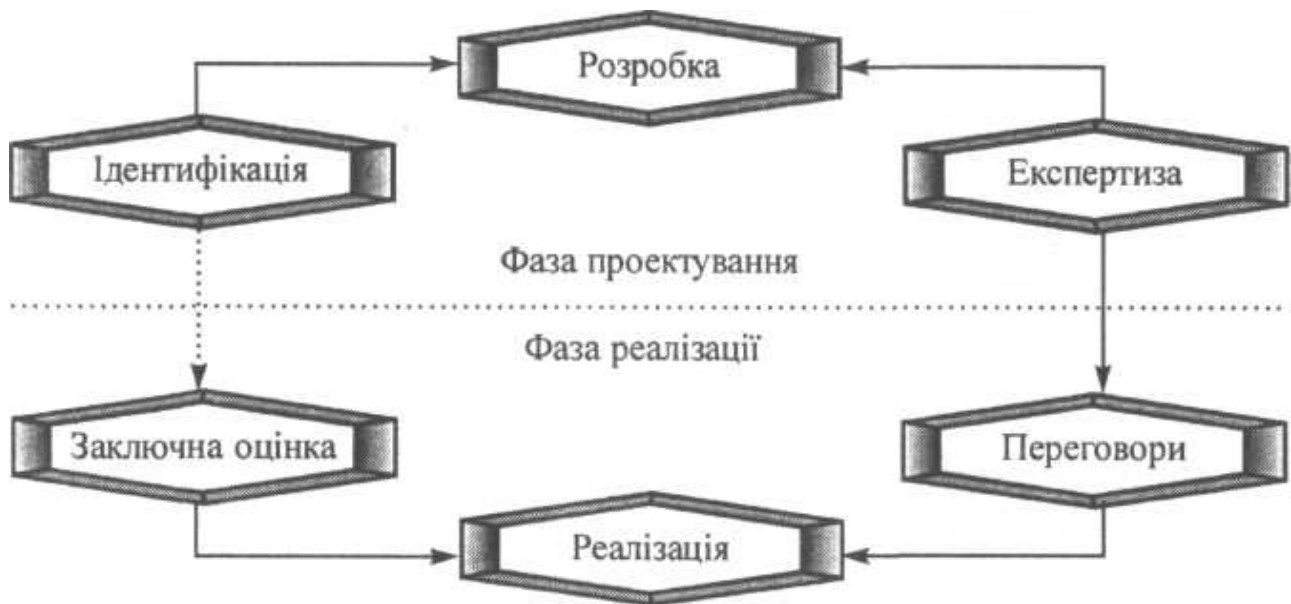 Розробка
Ідентифікація
Експертиза
Фаза проектування
Фаза реалізації
Заключна оцінка
Переговори
Реалізація